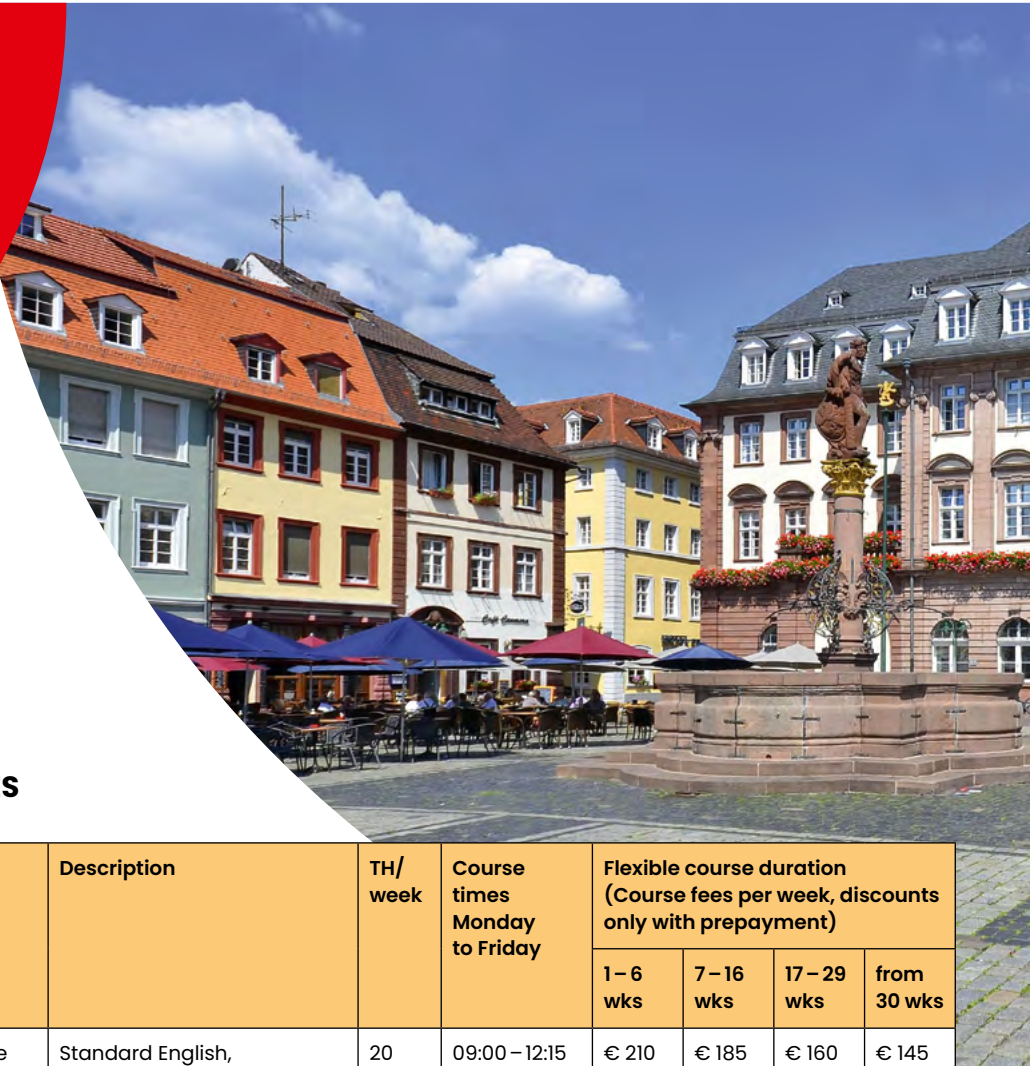 s
Description
TH/
week
Course
times
Monday
to Friday
Flexible course duration
(Course fees per week, discounts
only with prepayment)
1 – 6
wks
7 – 16
wks
17 – 29
wks
from
30 wks
e
Standard English,
20
09:00 – 12:15
€ 210
€ 185
€ 160
€ 145